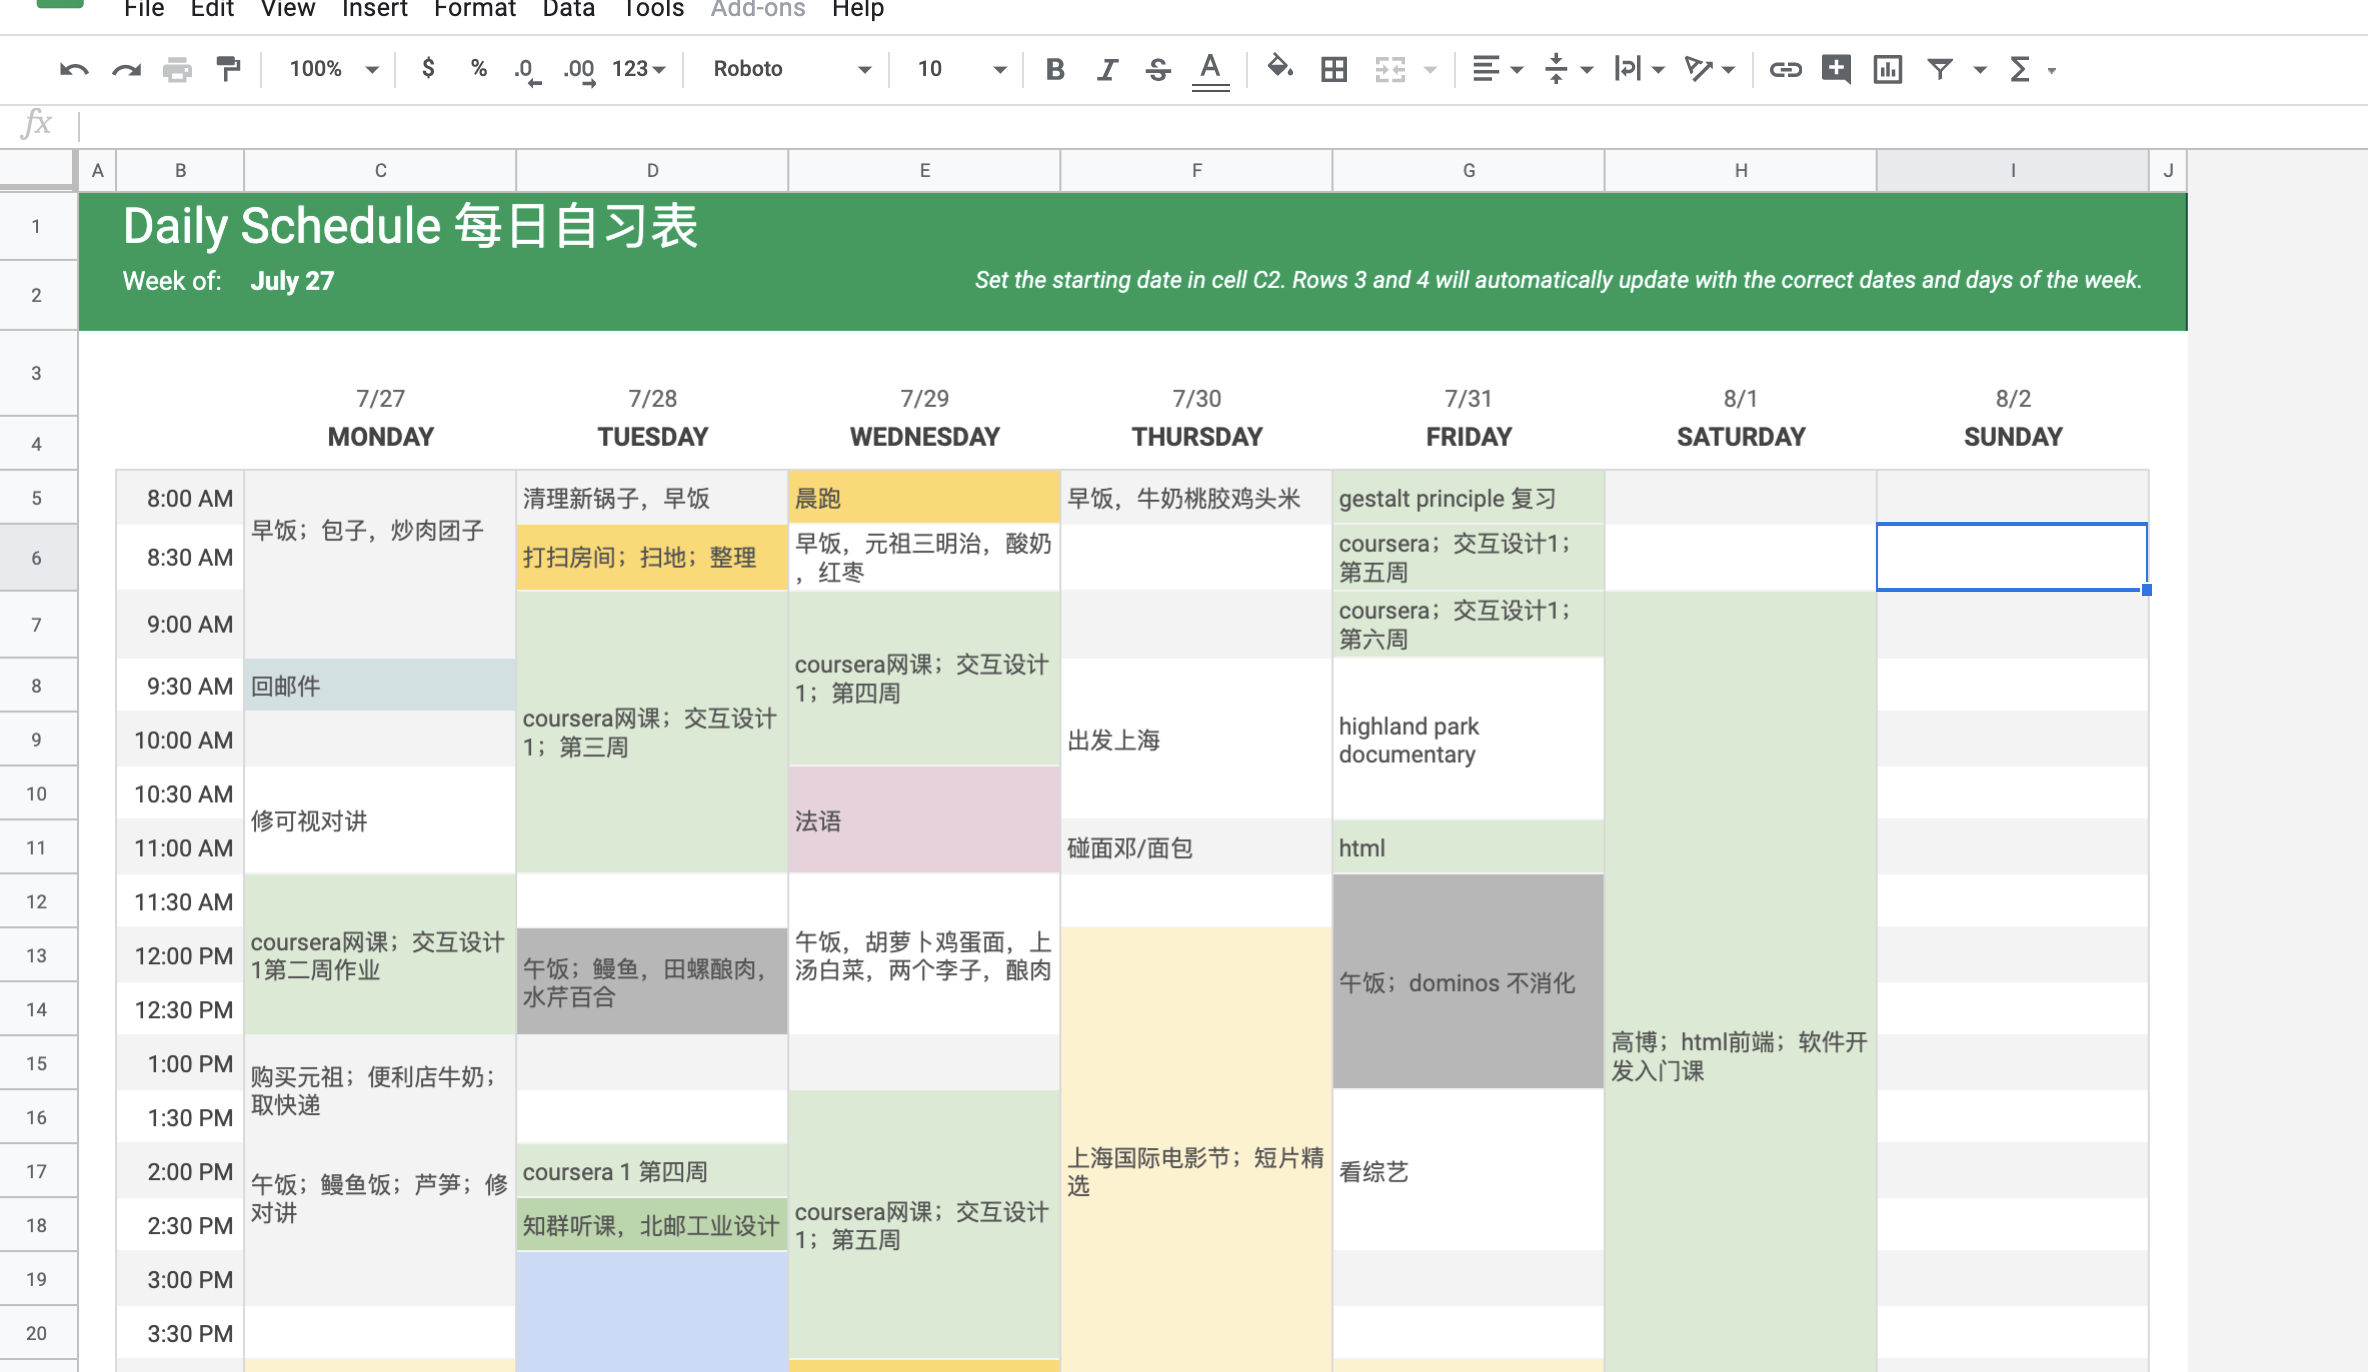 File Edit View Insert Format Data Tools Add-ons Help
100% $ % .0 .00 123 Roboto 10 B I S A Σ
fx
A B C D E F G H I J
1 Daily Schedule 每日自习表
2 Week of: July 27 Set the starting date in cell C2. Rows 3 and 4 will automatically update with the correct dates and days of the week.
3 7/27 7/28 7/29 7/30 7/31 8/1 8/2
4 MONDAY TUESDAY WEDNESDAY THURSDAY FRIDAY SATURDAY SUNDAY
5 8:00 AM 清理新锅子，早饭 晨跑 早饭，牛奶桃胶鸡头米 gestalt principle 复习
早饭；包子，炒肉团子
6 8:30 AM 打扫房间；扫地；整理 早饭，元祖三明治，酸奶 coursera；交互设计1；
，红枣 第五周
7 9:00 AM coursera；交互设计1；
第六周
coursera网课；交互设计
1；第四周
8 9:30 AM 回邮件
coursera网课；交互设计
1；第三周
9 10:00 AM 出发上海 highland park
documentary
10 10:30 AM
修可视对讲 法语
11 11:00 AM 碰面邓/面包 html
12 11:30 AM
coursera网课；交互设计
1第二周作业
13 12:00 PM 午饭；鳗鱼，田螺酿肉，
水芹百合
午饭，胡萝卜鸡蛋面，上
汤白菜，两个李子，酿肉
午饭；dominos 不消化
14 12:30 PM
15 1:00 PM 购买元祖；便利店牛奶；
取快递
高博；html前端；软件开
发入门课
16 1:30 PM
17 2:00 PM coursera 1 第四周 上海国际电影节；短片精
选
看综艺
午饭；鳗鱼饭；芦笋；修
对讲
18 2:30 PM 知群听课，北邮工业设计 coursera网课；交互设计
1；第五周
19 3:00 PM
20 3:30 PM